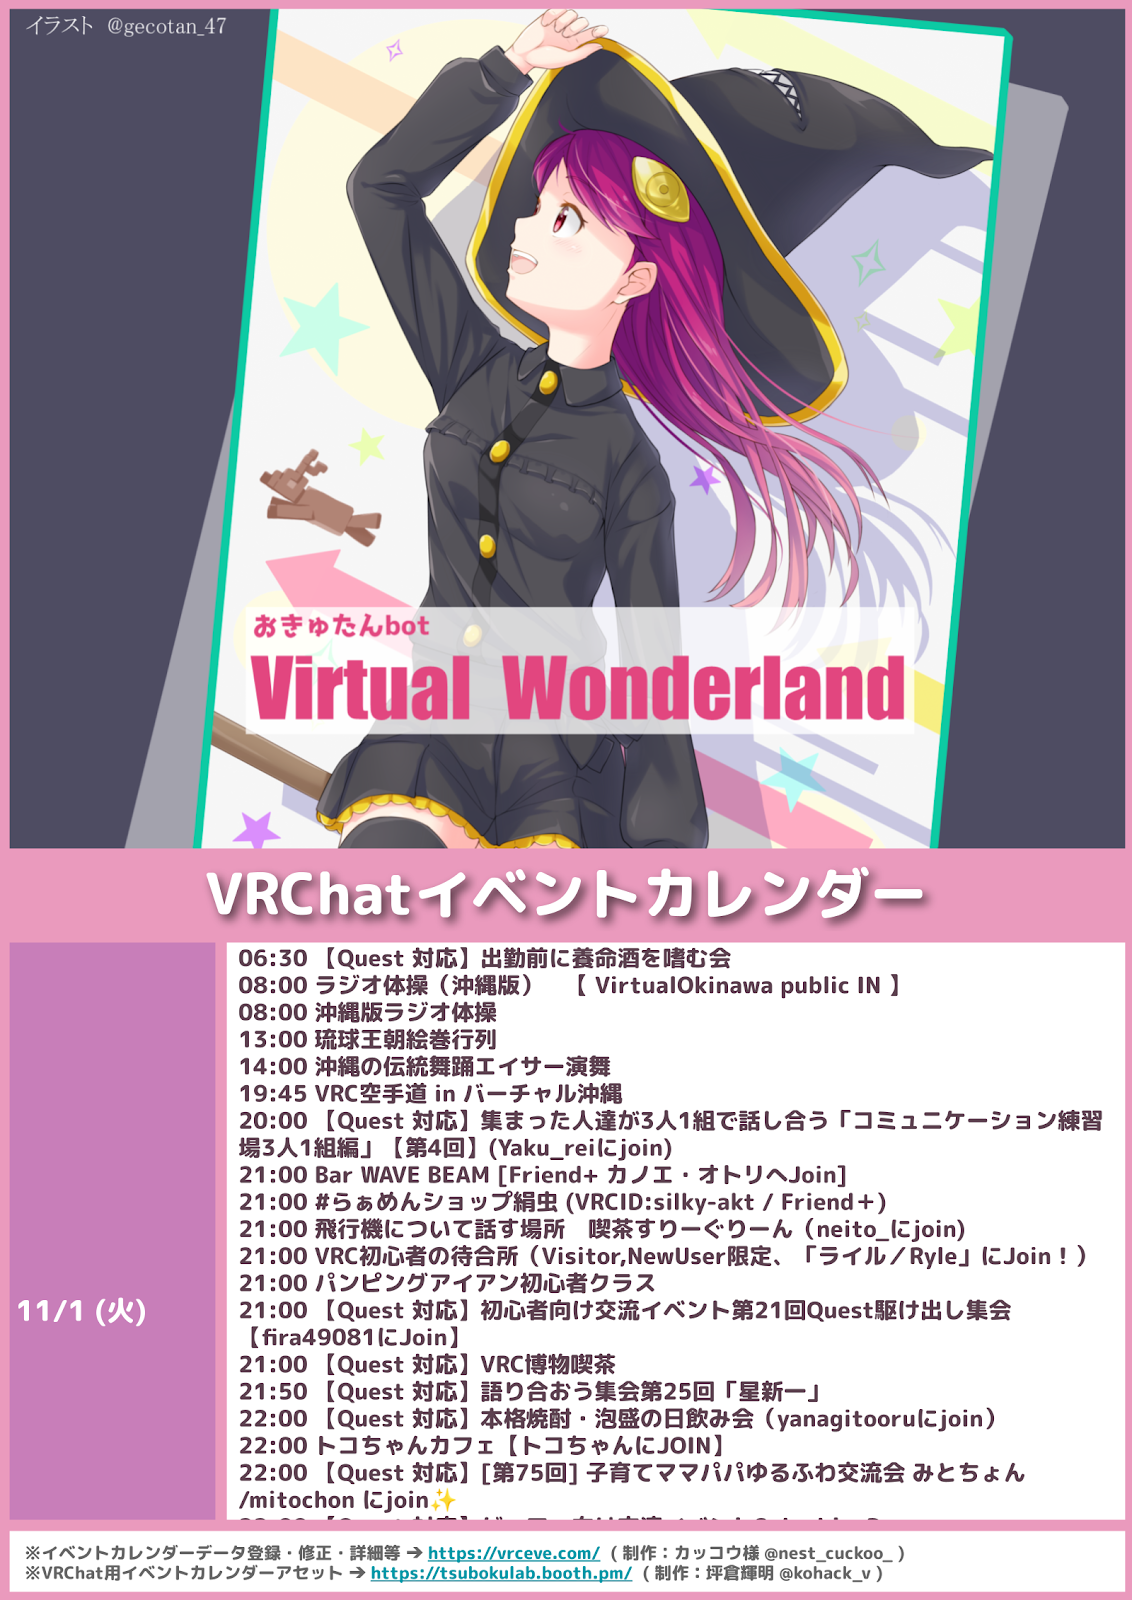 イラスト @gecotan_47
おきゅたんbot
Virtual Wonderland
VRChatイベントカレンダー
11/1 (火)
06:30 【Quest 対応】出勤前に養命酒を嗜む会
08:00 ラジオ体操（沖縄版） 【 VirtualOkinawa public IN 】
08:00 沖縄版ラジオ体操
13:00 琉球王朝絵巻行列
14:00 沖縄の伝統舞踊エイサー演舞
19:45 VRC空手道 in バーチャル沖縄
20:00 【Quest 対応】集まった人達が3人1組で話し合う「コミュニケーション練習
場3人1組編」【第4回】(Yaku_reiにjoin)
21:00 Bar WAVE BEAM [Friend+ カノエ・オトリへJoin]
21:00 #らぁめんショップ絹虫 (VRCID:silky-akt / Friend＋)
21:00 飛行機について話す場所　喫茶すりーぐりーん（neito_にjoin)
21:00 VRC初心者の待合所（Visitor,NewUser限定、「ライル／Ryle」にJoin！）
21:00 パンピングアイアン初心者クラス
21:00 【Quest 対応】初心者向け交流イベント第21回Quest駆け出し集会
【fira49081にJoin】
21:00 【Quest 対応】VRC博物喫茶
21:50 【Quest 対応】語り合おう集会第25回「星新一」
22:00 【Quest 対応】本格焼酎・泡盛の日飲み会（yanagitooruにjoin）
22:00 トコちゃんカフェ【トコちゃんにJOIN】
22:00 【Quest 対応】[第75回] 子育てママパパゆるふわ交流会 みとちょん
/mitochon にjoin✨
※イベントカレンダーデータ登録・修正・詳細等 ➔ https://vrceve.com/ ( 制作：カッコウ様 @nest_cuckoo_ )
※VRChat用イベントカレンダーアセット ➔ https://tsubokulab.booth.pm/ ( 制作：坪倉輝明 @kohack_v )